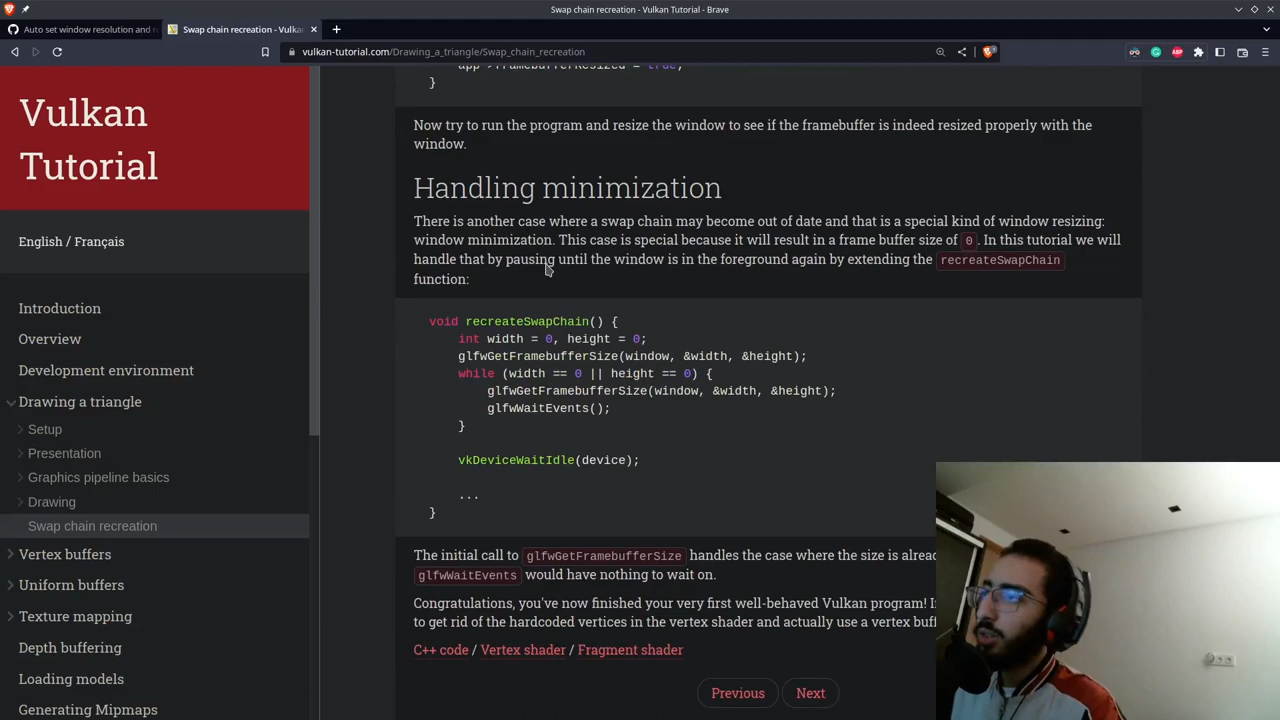 Swap chain recreation - Vulkan Tutorial - Brave
Auto set window resolution and r
Swap chain recreation - Vulkan
vulkan-tutorial.com/Drawing_a_triangle/Swap_chain_recreation
ABP
Vulkan
Tutorial
English / Français
Introduction
Overview
Development environment
Drawing a triangle
Setup
Presentation
Graphics pipeline basics
Drawing
Swap chain recreation
Vertex buffers
Uniform buffers
Texture mapping
Depth buffering
Loading models
Generating Mipmaps
app->framebufferResized = true;
}
Now try to run the program and resize the window to see if the framebuffer is indeed resized properly with the
window.
Handling minimization
There is another case where a swap chain may become out of date and that is a special kind of window resizing:
window minimization. This case is special because it will result in a frame buffer size of 0. In this tutorial we will
handle that by pausing until the window is in the foreground again by extending the recreateSwapChain
function:
void recreateSwapChain() {
int width = 0, height = 0;
glfwGetFramebufferSize(window, &width, &height);
while (width == 0 || height == 0) {
glfwGetFramebufferSize(window, &width, &height);
glfwWaitEvents();
}
vkDeviceWaitIdle(device);
...
}
The initial call to glfwGetFramebufferSize handles the case where the size is alrea
glfwWaitEvents would have nothing to wait on.
Congratulations, you've now finished your very first well-behaved Vulkan program! I
to get rid of the hardcoded vertices in the vertex shader and actually use a vertex buf
C++ code / Vertex shader / Fragment shader
Previous
Next